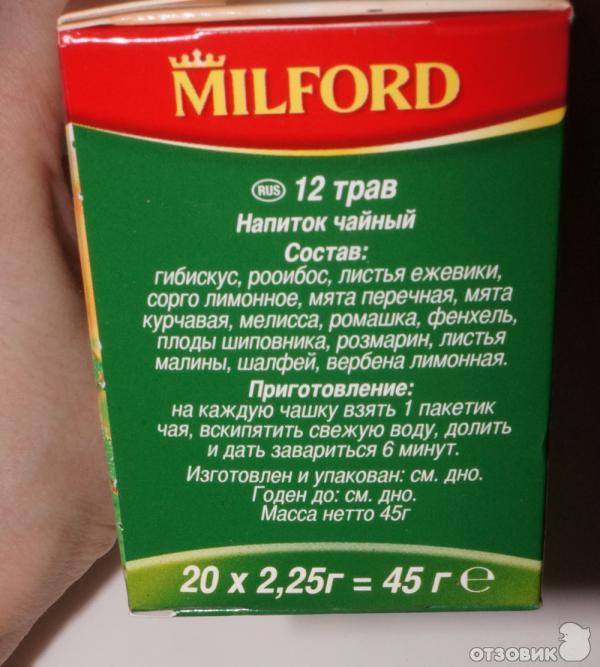 MILFORD
RUS 12 трав
Напиток чайный
Состав:
гибискус, рооибос, листья ежевики,
сорго лимонное, мята перечная, мята
курчавая, мелисса, ромашка, фенхель,
плоды шиповника, розмарин, листья
малины, шалфей, вербена лимонная.
Приготовление:
на каждую чашку взять 1 пакетик
чая, вскипятить свежую воду, долить
и дать завариться 6 минут.
Изготовлен и упакован: см. дно.
Годен до: см. дно.
Масса нетто 45г
20 x 2,25г = 45 г ℮
ОТЗОВИК